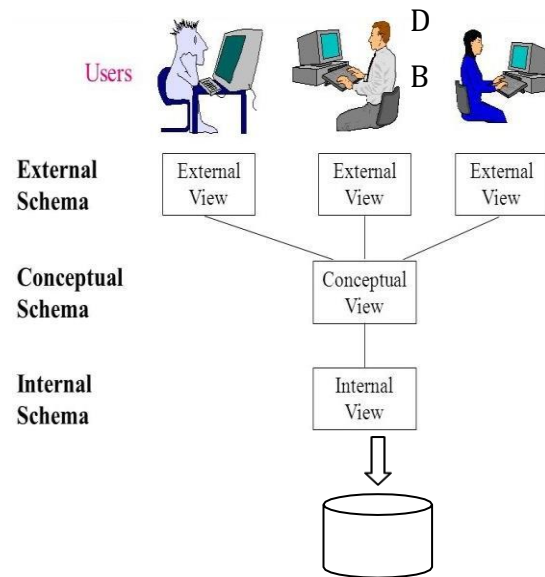 D
Users
B
External
Schema
External
View
External
View
External
View
Conceptual
Schema
Conceptual
View
Internal
Schema
Internal
View